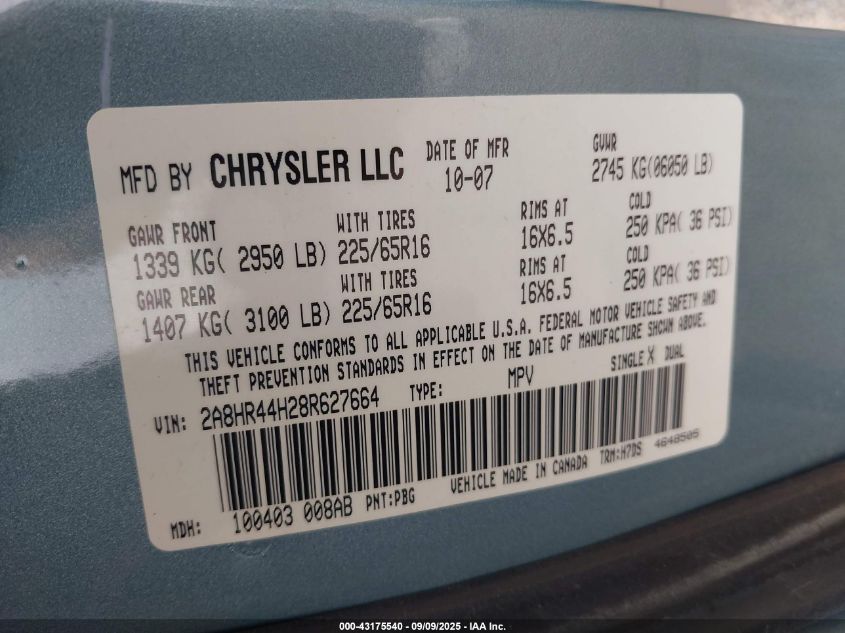 MFD BY CHRYSLER LLC DATE OF MFR 10-07 GVWR 2745 KG(06050 LB)
GAWR FRONT WITH TIRES RIMS AT COLD
1339 KG( 2950 LB) 225/65R16 16X6.5 250 KPA( 36 PSI)
GAWR REAR WITH TIRES RIMS AT COLD
1407 KG( 3100 LB) 225/65R16 16X6.5 250 KPA( 36 PSI)
THIS VEHICLE CONFORMS TO ALL APPLICABLE U.S.A. FEDERAL MOTOR VEHICLE SAFETY AND
THEFT PREVENTION STANDARDS IN EFFECT ON THE DATE OF MANUFACTURE SHOWN ABOVE.
VIN: 2A8HR44H28R627664 TYPE: MPV SINGLE X DUAL
MDH: 100403 008AB PNT:PBG VEHICLE MADE IN CANADA TRM:H7DS 4648505
000-43175540 - 09/09/2025 - IAA Inc.